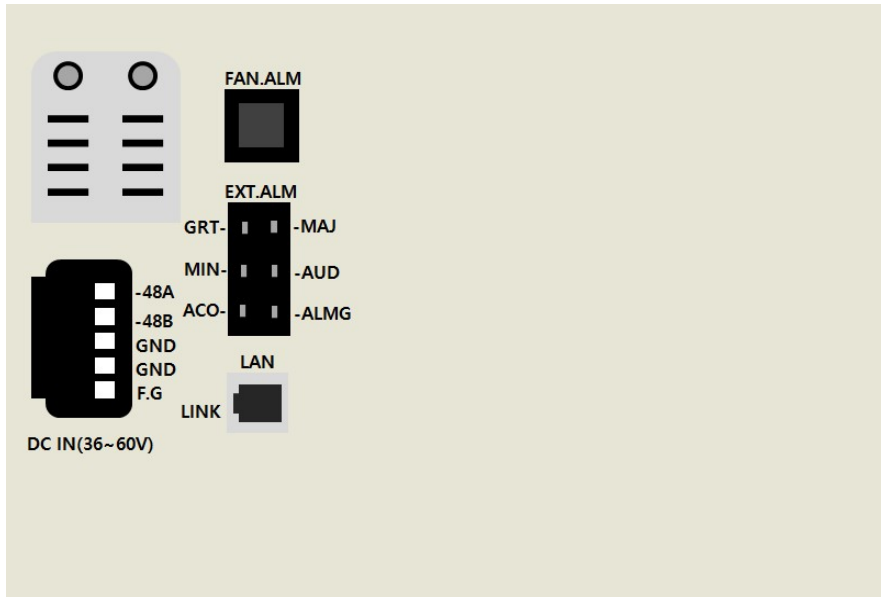 FAN.ALM
EXT.ALM
GRT- -MAJ
MIN- -AUD
ACO- -ALMG
-48A
-48B
GND
GND
F.G
DC IN(36~60V)
LAN
LINK